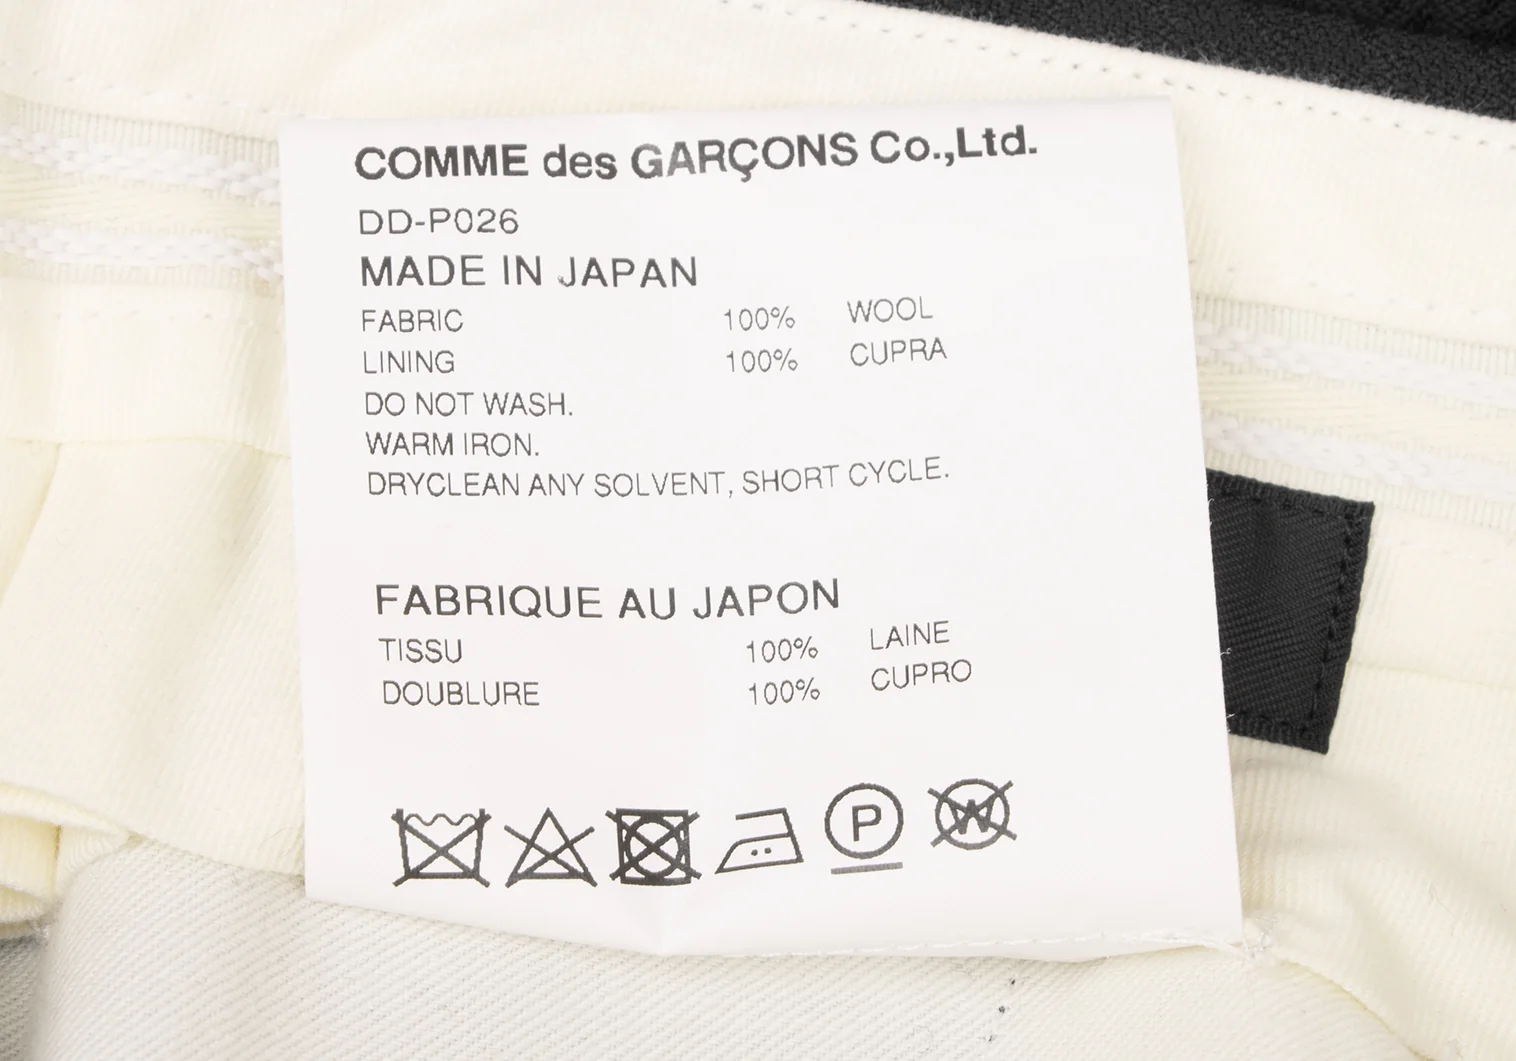 COMME des GARÇONS Co.,Ltd.
DD-P026
MADE IN JAPAN
FABRIC 100% WOOL
LINING 100% CUPRA
DO NOT WASH.
WARM IRON.
DRYCLEAN ANY SOLVENT, SHORT CYCLE.
FABRIQUE AU JAPON
TISSU 100% LAINE
DOUBLURE 100% CUPRO
P W